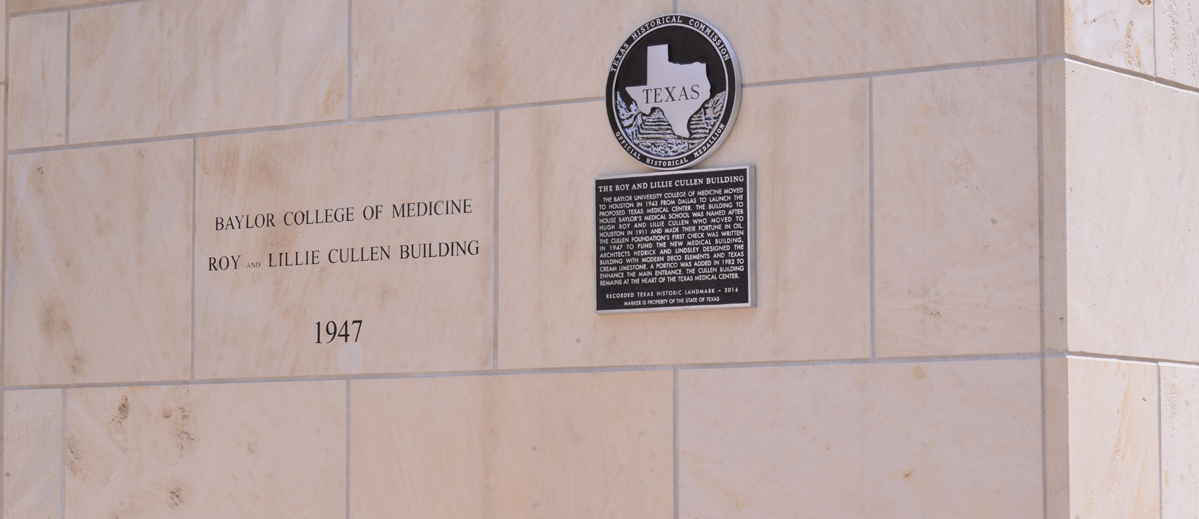 BAYLOR COLLEGE OF MEDICINE
ROY AND LILLIE CULLEN BUILDING
1947
TEXAS HISTORICAL COMMISSION
TEXAS
OFFICIAL HISTORICAL MEDALLION
THE ROY AND LILLIE CULLEN BUILDING
THE BAYLOR UNIVERSITY COLLEGE OF MEDICINE MOVED
TO HOUSTON IN 1943 FROM DALLAS TO LAUNCH THE
PROPOSED TEXAS MEDICAL CENTER. THE BUILDING TO
HOUSE BAYLOR'S MEDICAL SCHOOL WAS NAMED AFTER
HUGH ROY AND LILLIE CULLEN WHO MOVED TO
HOUSTON IN 1911 AND MADE THEIR FORTUNE IN OIL.
THE CULLEN FOUNDATION'S FIRST CHECK WAS WRITTEN
IN 1947 TO FUND THE NEW MEDICAL BUILDING.
ARCHITECTS HEDRICK AND LINDSLEY DESIGNED THE
BUILDING WITH MODERN DECO ELEMENTS AND TEXAS
CREAM LIMESTONE. A PORTICO WAS ADDED IN 1982 TO
ENHANCE THE MAIN ENTRANCE. THE CULLEN BUILDING
REMAINS AT THE HEART OF THE TEXAS MEDICAL CENTER.
RECORDED TEXAS HISTORIC LANDMARK – 2014
MARKER IS PROPERTY OF THE STATE OF TEXAS